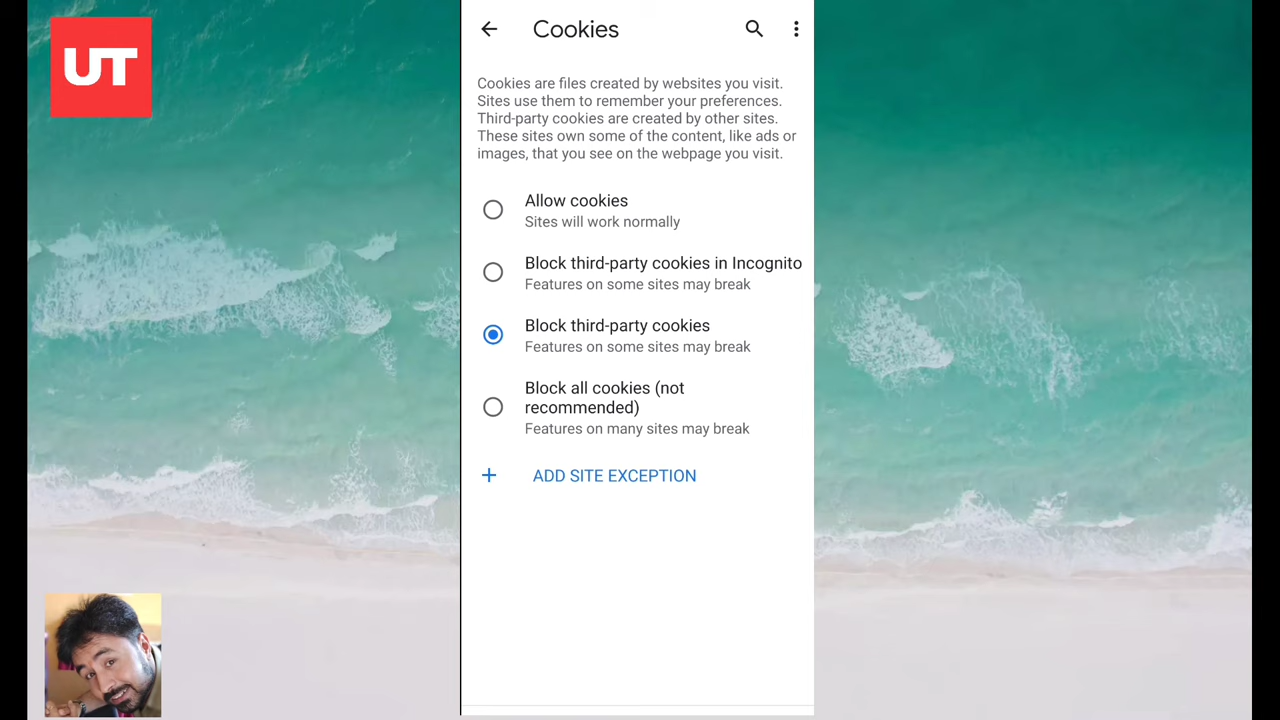 UT
Cookies
Cookies are files created by websites you visit.
Sites use them to remember your preferences.
Third-party cookies are created by other sites.
These sites own some of the content, like ads or
images, that you see on the webpage you visit.
Allow cookies
Sites will work normally
Block third-party cookies in Incognito
Features on some sites may break
Block third-party cookies
Features on some sites may break
Block all cookies (not
recommended)
Features on many sites may break
+ ADD SITE EXCEPTION